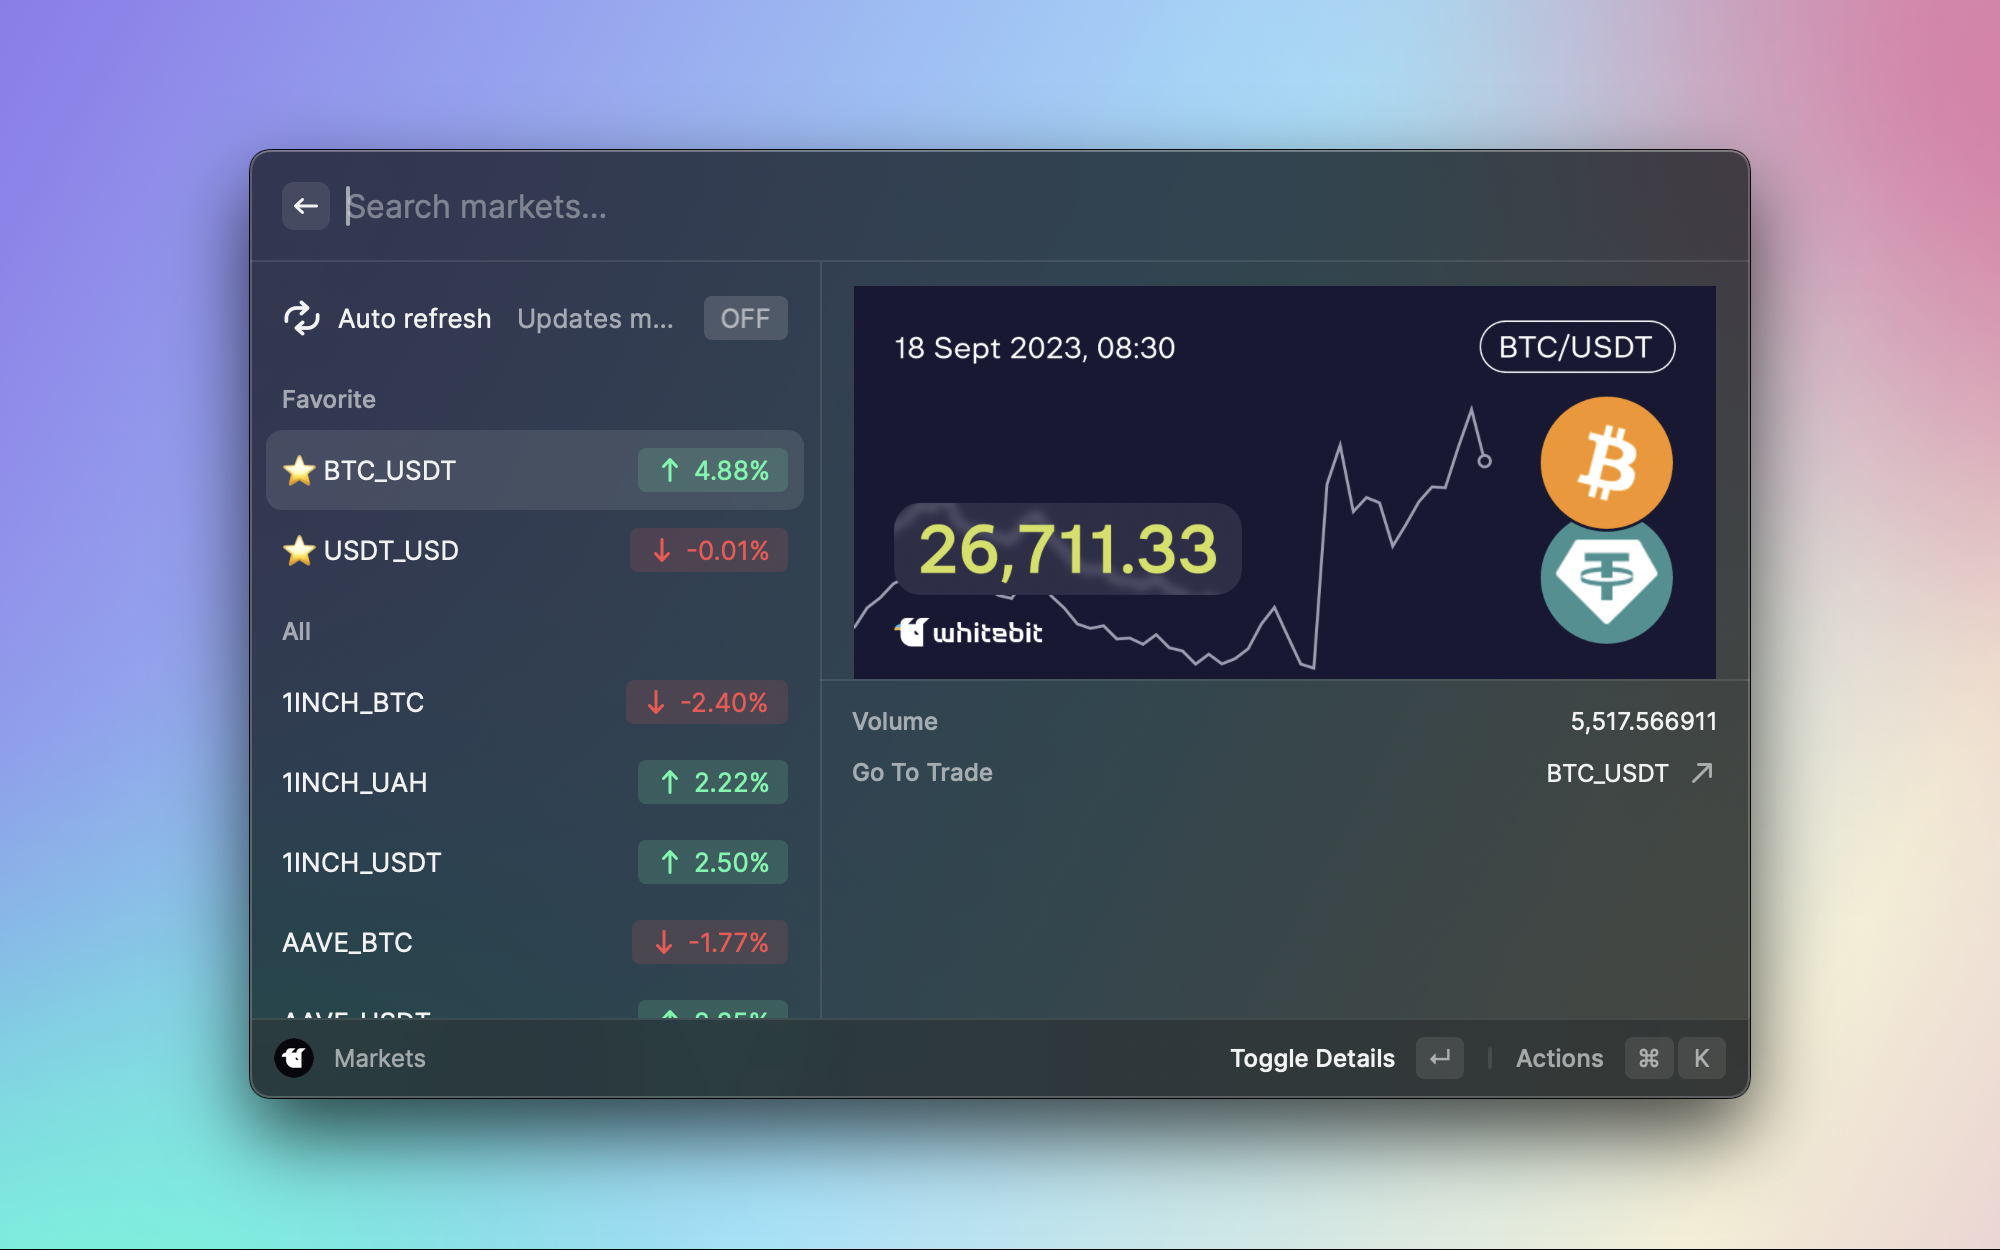 Search markets...
Auto refresh Updates m... OFF
Favorite
BTC_USDT 4.88%
USDT_USD -0.01%
All
1INCH_BTC -2.40%
1INCH_UAH 2.22%
1INCH_USDT 2.50%
AAVE_BTC -1.77%
AAVE_USDT
18 Sept 2023, 08:30
BTC/USDT
26,711.33
whitebit
Volume 5,517.566911
Go To Trade BTC_USDT
Markets
Toggle Details
Actions ⌘ K